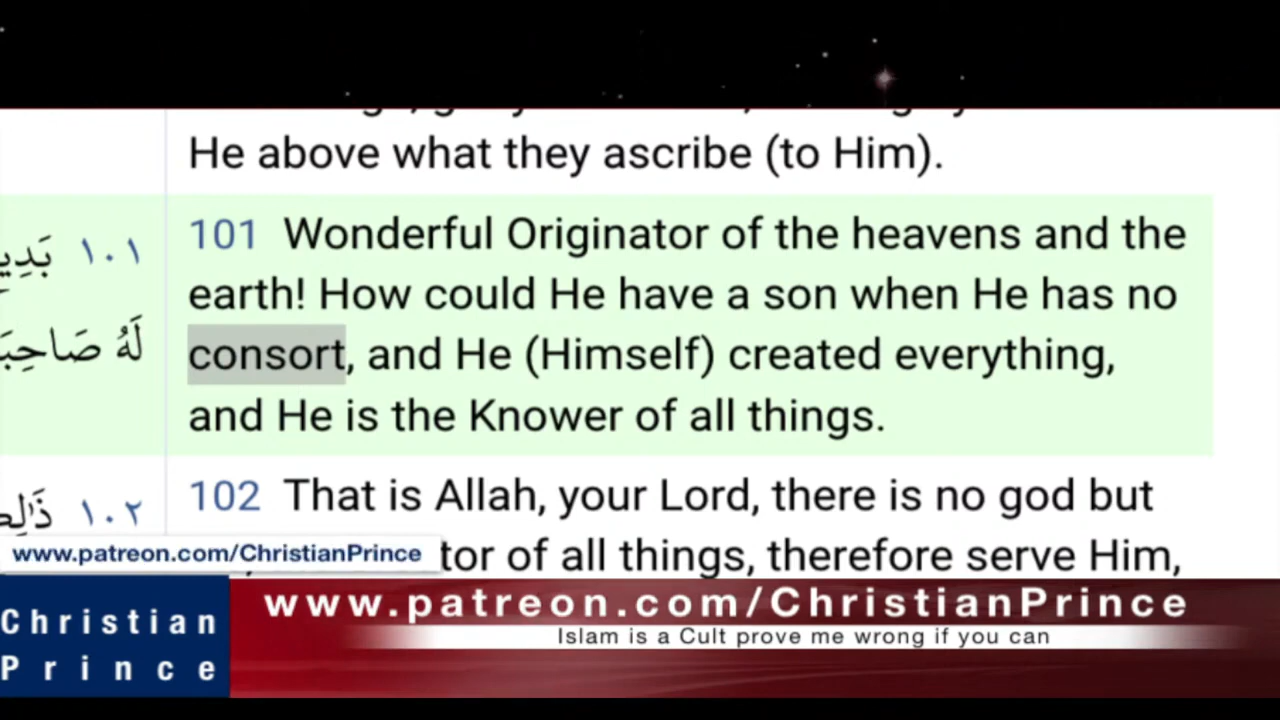 He above what they ascribe (to Him).
101 Wonderful Originator of the heavens and the
earth! How could He have a son when He has no
consort, and He (Himself) created everything,
and He is the Knower of all things.
١٠١
لَهُ
102 That is Allah, your Lord, there is no god but
١٠٢
of all things, therefore serve Him,
www.patreon.com/ChristianPrince
www.patreon.com/ChristianPrince
Islam is a Cult prove me wrong if you can
Christian
Prince